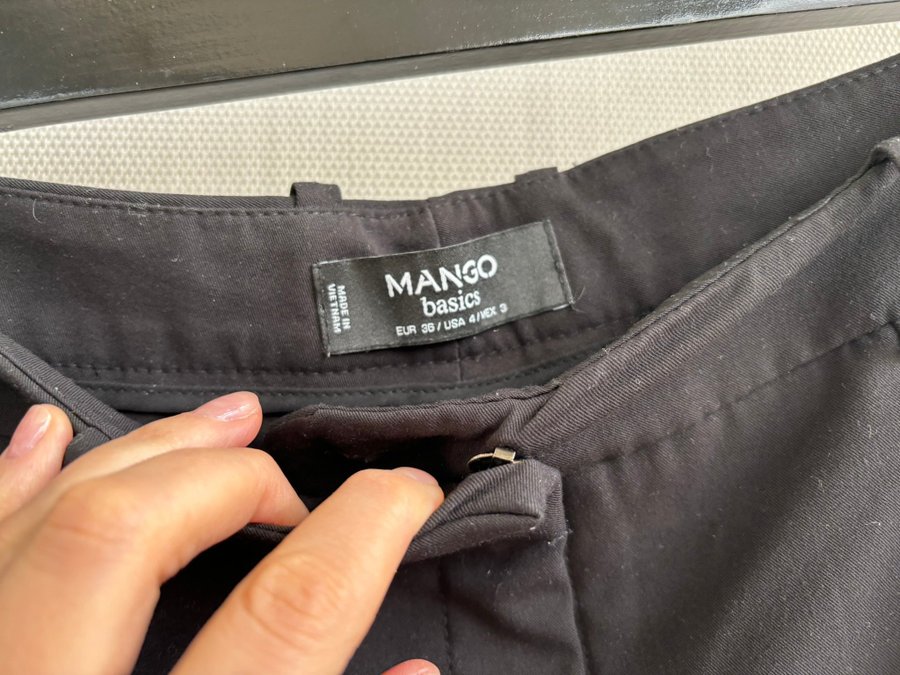 MANGO
basics
EUR 36 / USA 4 / MEX 3
MADE IN
VIETNAM